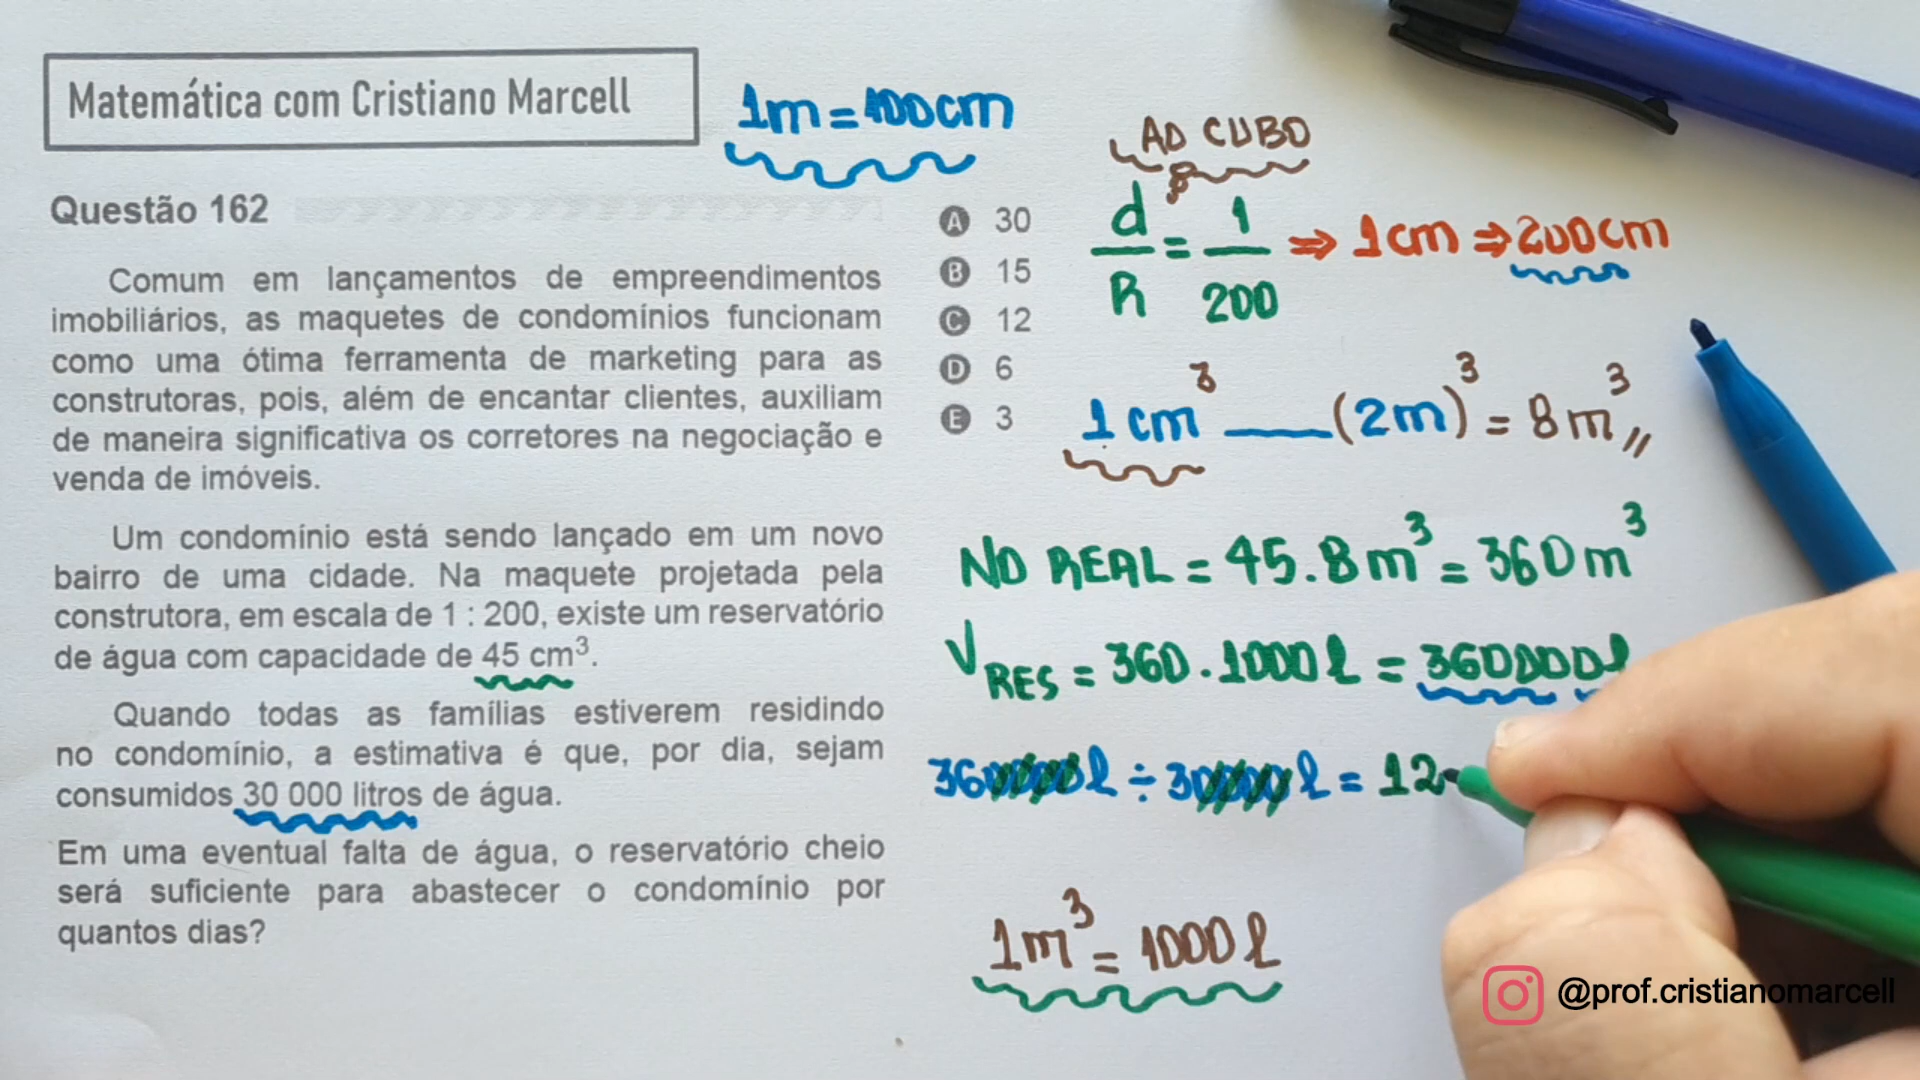 Matemática com Cristiano Marcell
1m=100cm
Questão 162
Comum em lançamentos de empreendimentos
imobiliários, as maquetes de condomínios funcionam
como uma ótima ferramenta de marketing para as
construtoras, pois, além de encantar clientes, auxiliam
de maneira significativa os corretores na negociação e
venda de imóveis.
Um condomínio está sendo lançado em um novo
bairro de uma cidade. Na maquete projetada pela
construtora, em escala de 1 : 200, existe um reservatório
de água com capacidade de 45 cm³.
Quando todas as famílias estiverem residindo
no condomínio, a estimativa é que, por dia, sejam
consumidos 30 000 litros de água.
Em uma eventual falta de água, o reservatório cheio
será suficiente para abastecer o condomínio por
quantos dias?
A 30
B 15
C 12
D 6
E 3
AO CUBO
d/R = 1/200 ⇒ 1cm ⇒ 200cm
1cm³ — (2m)³ = 8m³
NO REAL = 45.8m³ = 360m³
V RES = 360.1000l = 360000l
360000l ÷ 30000l = 12
1m³ = 1000l
@prof.cristianomarcell